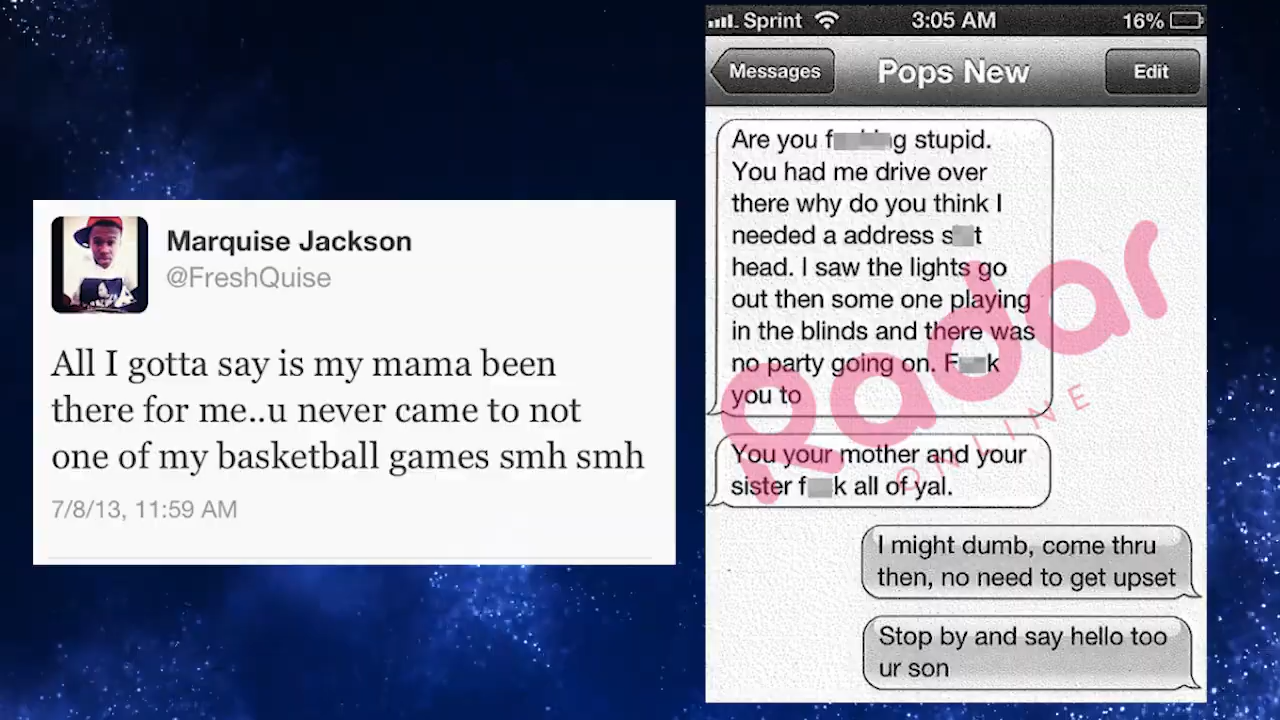 Marquise Jackson
@FreshQuise
All I gotta say is my mama been
there for me..u never came to not
one of my basketball games smh smh
7/8/13, 11:59 AM
Sprint 3:05 AM 16%
Messages Pops New Edit
Are you f g stupid.
You had me drive over
there why do you think I
needed a address s t
head. I saw the lights go
out then some one playing
in the blinds and there was
no party going on. F k
you to
You your mother and your
sister f k all of yal.
I might dumb, come thru
then, no need to get upset
Stop by and say hello too
ur son
Radar
ONLINE